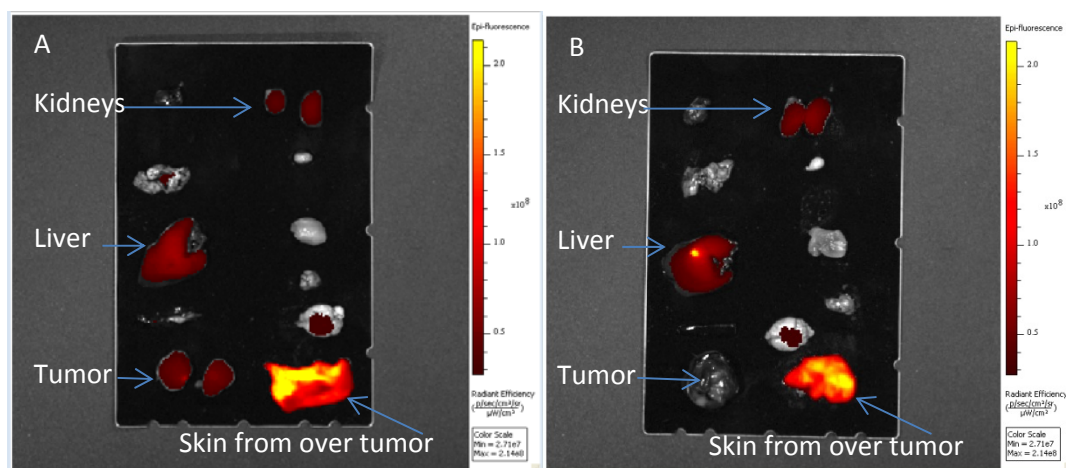 A
Kidneys
Liver
Tumor
Skin from over tumor
Epi-fluorescence
2.0
1.5
x10⁸
1.0
0.5
Radiant Efficiency
(p/sec/cm²/sr / µW/cm²)
Color Scale
Min = 2.71e7
Max = 2.14e8
B
Kidneys
Liver
Tumor
Skin from over tumor
Epi-fluorescence
2.0
1.5
x10⁸
1.0
0.5
Radiant Efficiency
(p/sec/cm²/sr / µW/cm²)
Color Scale
Min = 2.71e7
Max = 2.14e8